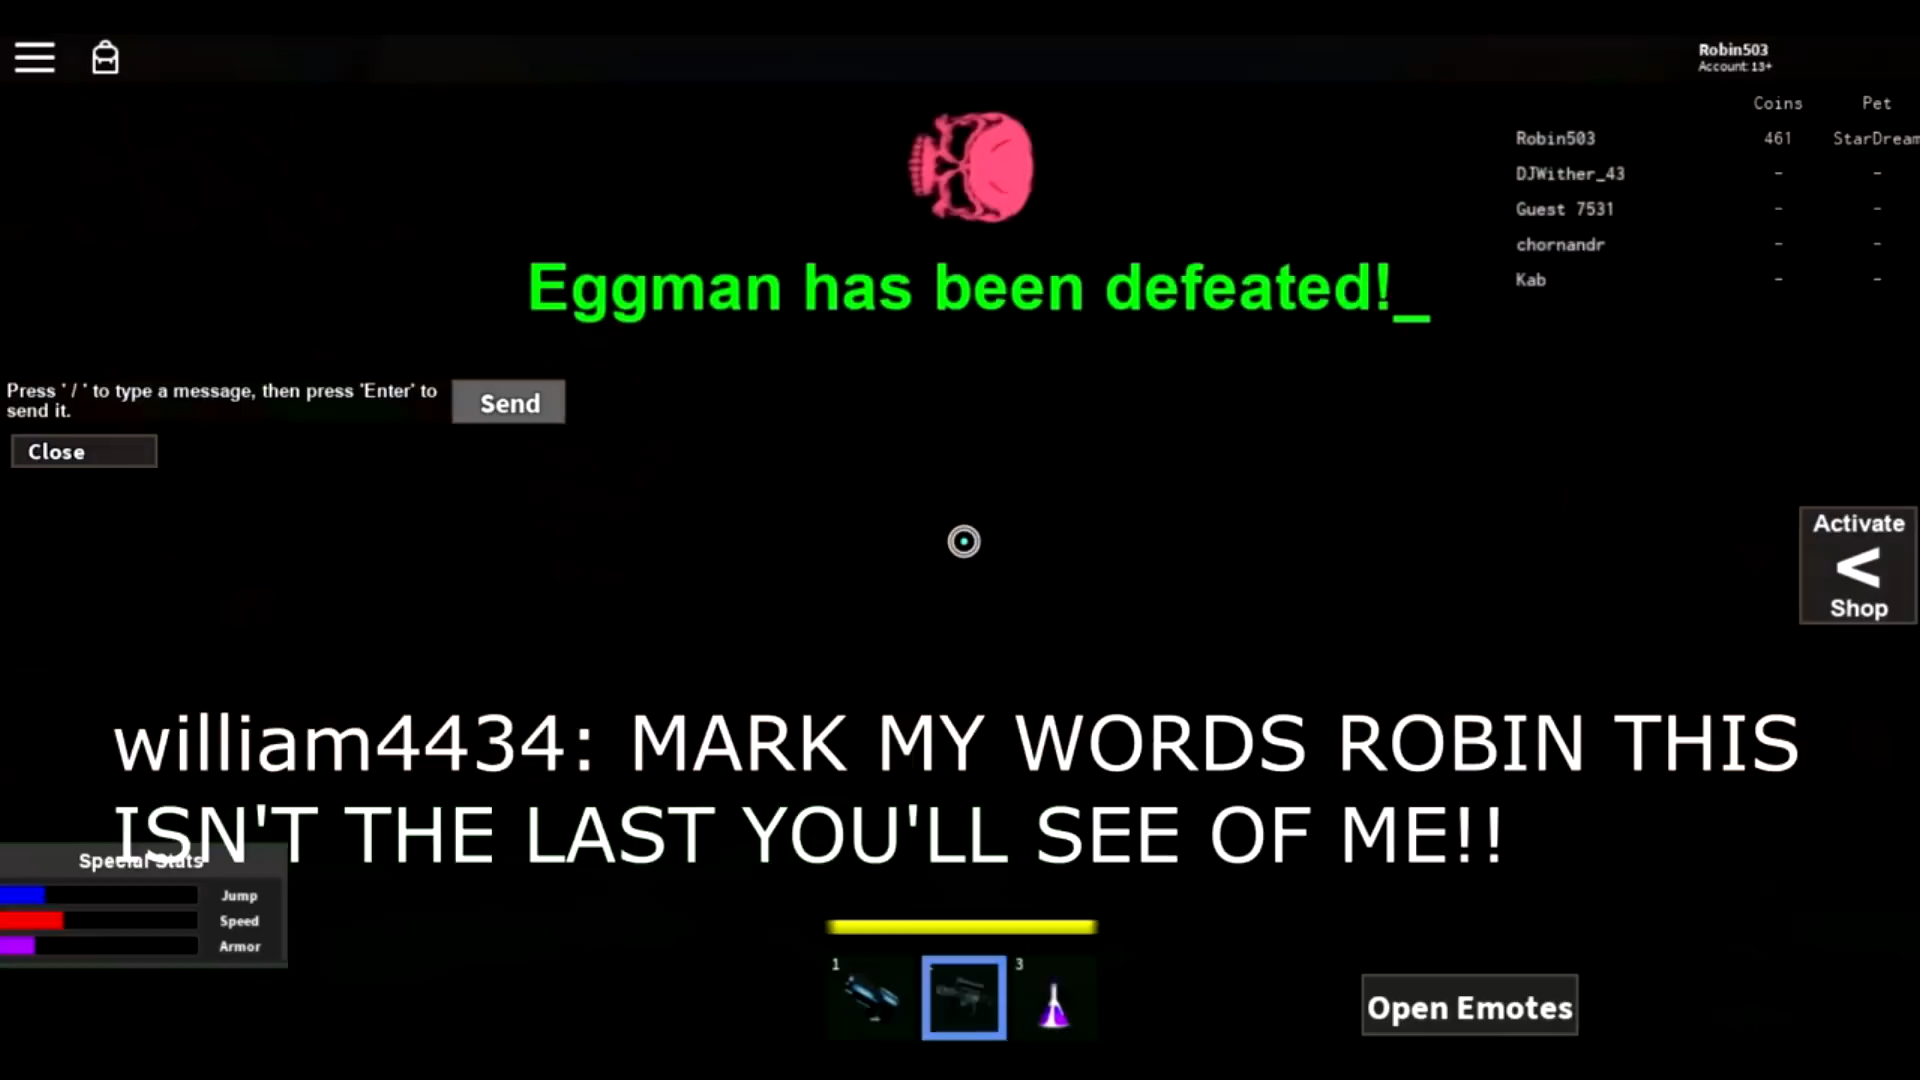 Robin503
Account: 13+
Coins Pet
Robin503 461 StarDream
DJWither_43 - -
Guest 7531 - -
chornandr - -
Kab - -
Eggman has been defeated!_
Press '/' to type a message, then press 'Enter' to
send it.
Send
Close
Activate
<
Shop
william4434: MARK MY WORDS ROBIN THIS
ISN'T THE LAST YOU'LL SEE OF ME!!
Special Stats
Jump
Speed
Armor
1
3
Open Emotes